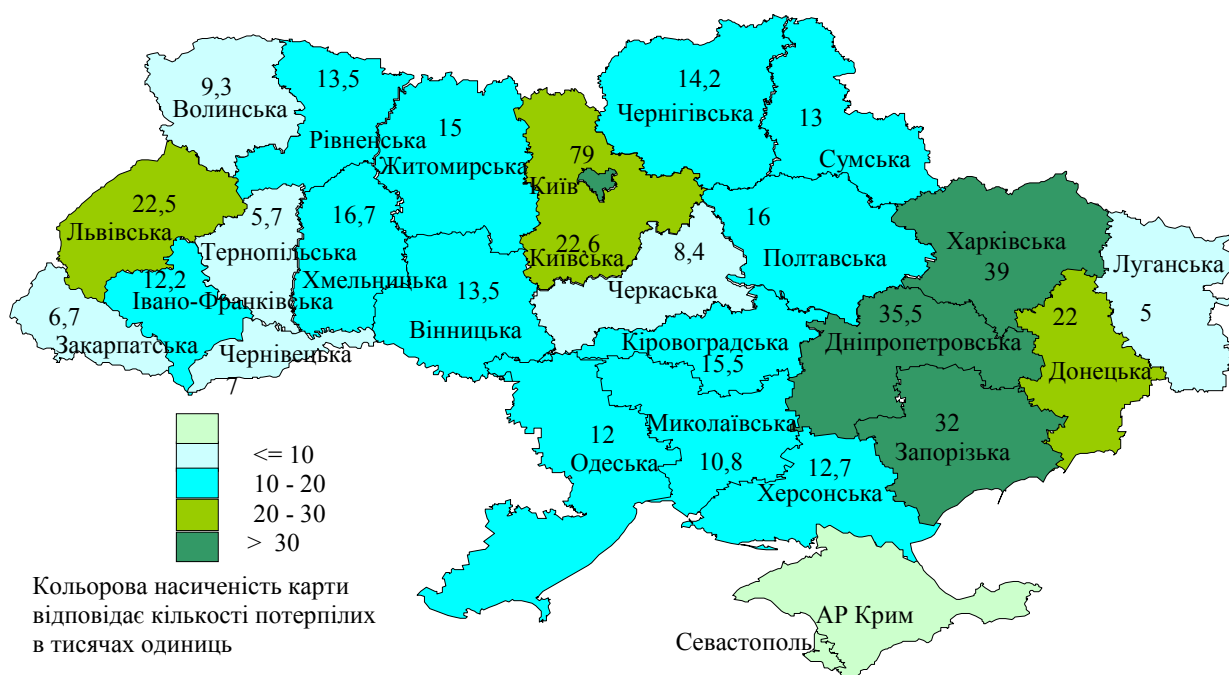 9,3
Волинська
13,5
Рівненська
15
Житомирська
79
Київ
14,2
Чернігівська
13
Сумська
22,5
Львівська
5,7
Тернопільська
16,7
Хмельницька
22,6
Київська
8,4
Черкаська
16
Полтавська
Харківська
39
Луганська
5
12,2
Івано-Франківська
6,7
Закарпатська
Чернівецька
7
13,5
Вінницька
Кіровоградська
15,5
35,5
Дніпропетровська
22
Донецька
12
Одеська
Миколаївська
10,8
12,7
Херсонська
32
Запорізька
АР Крим
Севастополь
<= 10
10 - 20
20 - 30
> 30
Кольорова насиченість карти
відповідає кількості потерпілих
в тисячах одиниць